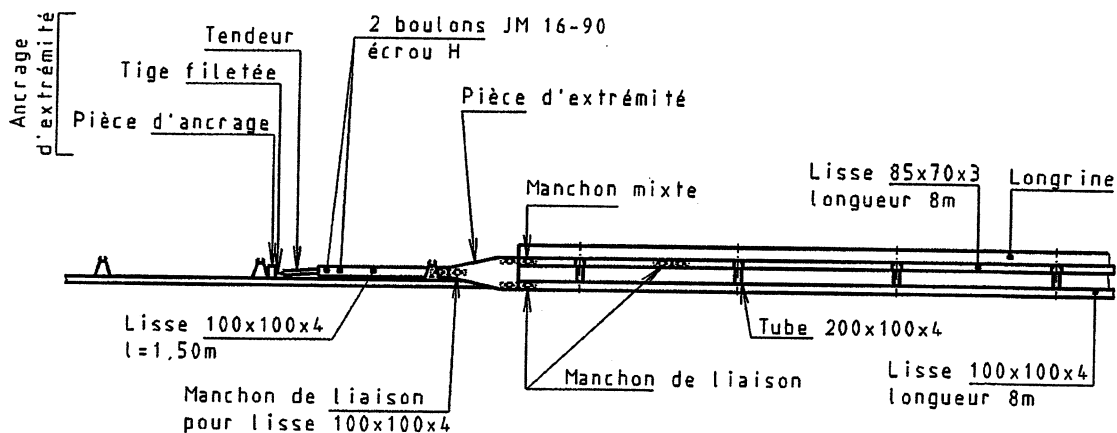 Ancrage
d'extrémité
Tendeur
2 boulons JM 16-90
écrou H
Tige filetée
Pièce d'ancrage
Pièce d'extrémité
Manchon mixte
Lisse 85x70x3
longueur 8m
Longrine
Lisse 100x100x4
l=1,50m
Manchon de liaison
pour lisse 100x100x4
Manchon de liaison
Tube 200x100x4
Lisse 100x100x4
longueur 8m